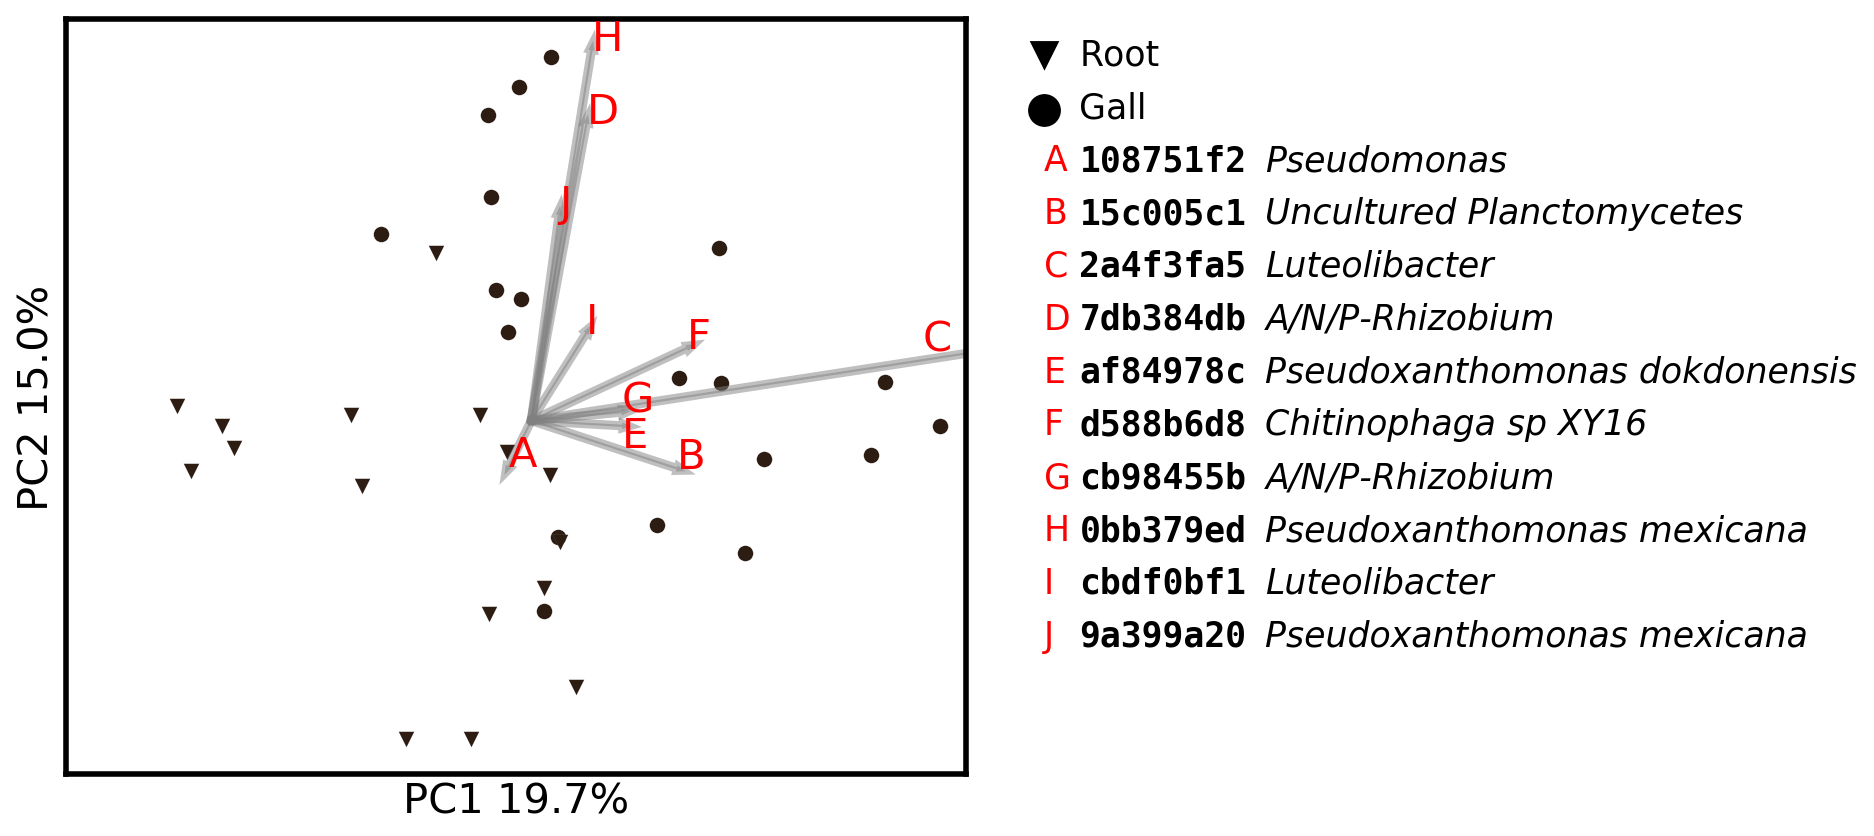 H
D
J
I
F
C
G
E
A
B
PC2 15.0%
PC1 19.7%
Root
Gall
A 108751f2 Pseudomonas
B 15c005c1 Uncultured Planctomycetes
C 2a4f3fa5 Luteolibacter
D 7db384db A/N/P-Rhizobium
E af84978c Pseudoxanthomonas dokdonensis
F d588b6d8 Chitinophaga sp XY16
G cb98455b A/N/P-Rhizobium
H 0bb379ed Pseudoxanthomonas mexicana
I cbdf0bf1 Luteolibacter
J 9a399a20 Pseudoxanthomonas mexicana